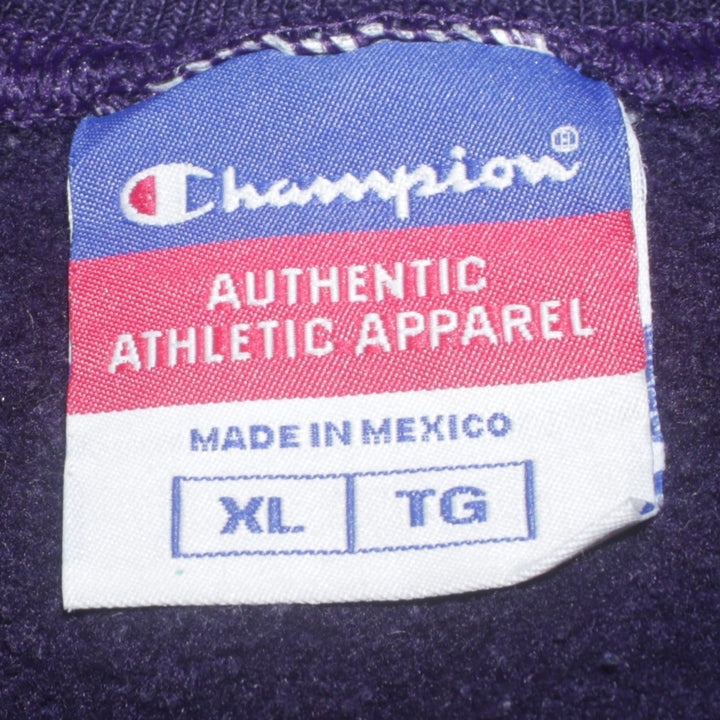 Champion®
AUTHENTIC
ATHLETIC APPAREL
MADE IN MEXICO
XL TG